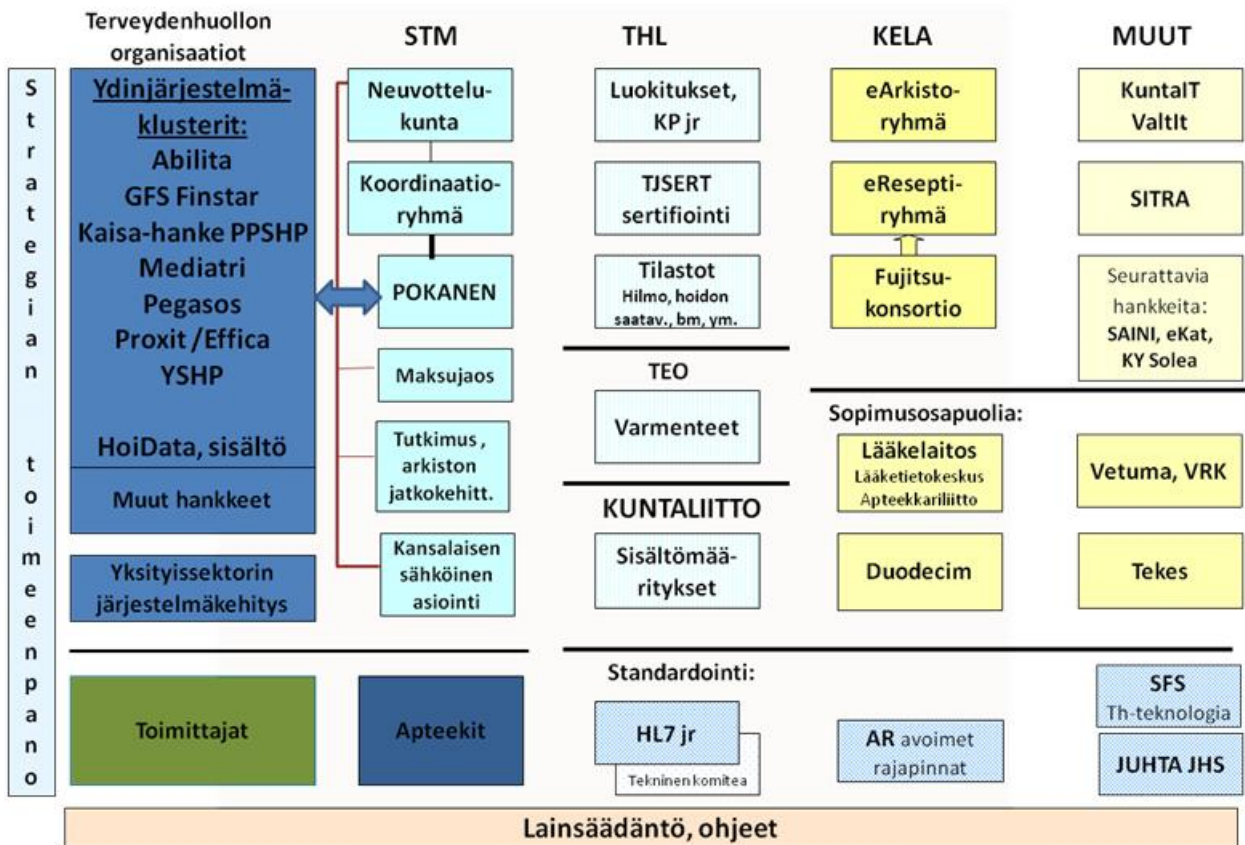 Terveydenhuollon
organisaatiot
STM
THL
KELA
MUUT
Strategian toimeenpano
Ydinjärjestelmä-
klusterit:
Abilita
GFS Finstar
Kaisa-hanke PPSHP
Mediatri
Pegasos
Proxit /Effica
YSHP
HoiData, sisältö
Muut hankkeet
Yksityissektorin
järjestelmäkehitys
Neuvottelu-
kunta
Koordinaatio-
ryhmä
POKANEN
Maksujaos
Tutkimus ,
arkiston
jatkokehitt.
Kansalaisen
sähköinen
asiointi
Luokitukset,
KP jr
TJSERT
sertifiointi
Tilastot
Hilmo, hoidon
saatav., bm, ym.
TEO
Varmenteet
KUNTALIITTO
Sisältömää-
ritykset
eArkisto-
ryhmä
eResepti-
ryhmä
Fujitsu-
konsortio
Sopimusosapuolia:
Lääkelaitos
Lääketietokeskus
Apteekkariliitto
Duodecim
KuntaIT
ValtIt
SITRA
Seurattavia
hankkeita:
SAINI, eKat,
KY Solea
Vetuma, VRK
Tekes
Toimittajat
Apteekit
Standardointi:
HL7 jr
Tekninen komitea
AR avoimet
rajapinnat
SFS
Th-teknologia
JUHTA JHS
Lainsäädäntö, ohjeet